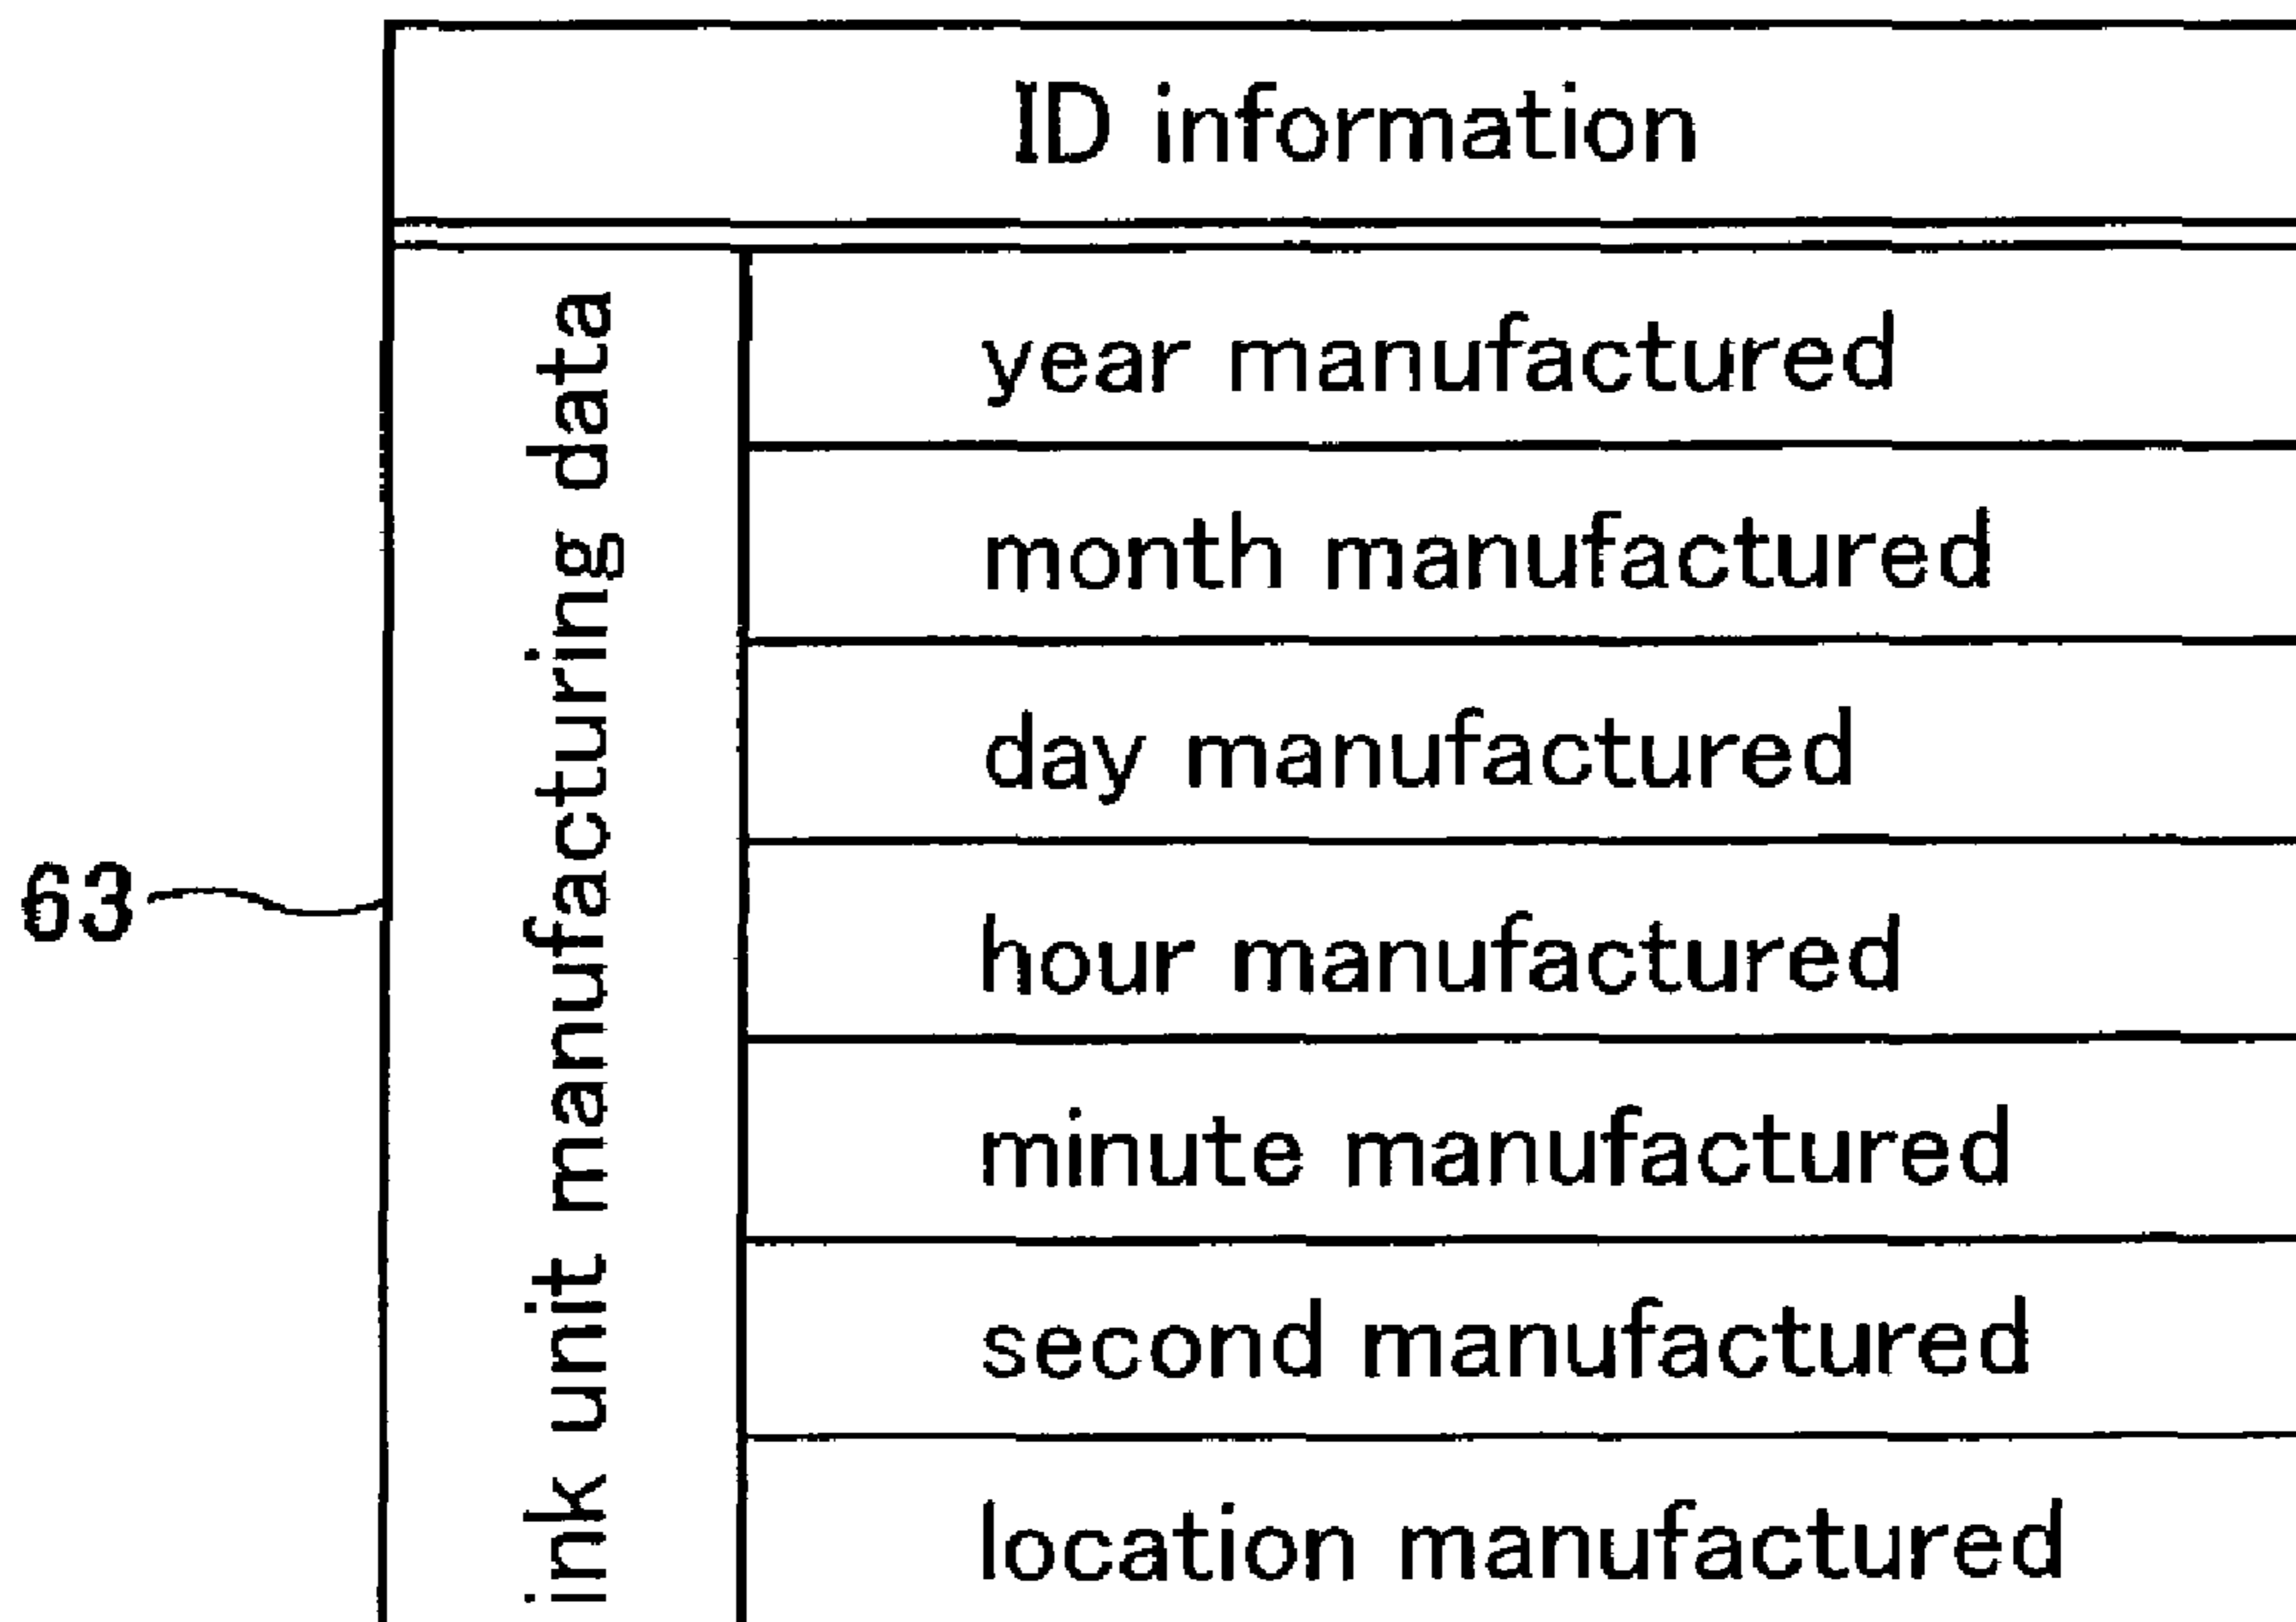 ID information
ink unit manufacturing data
year manufactured
month manufactured
day manufactured
63
hour manufactured
minute manufactured
second manufactured
location manufactured